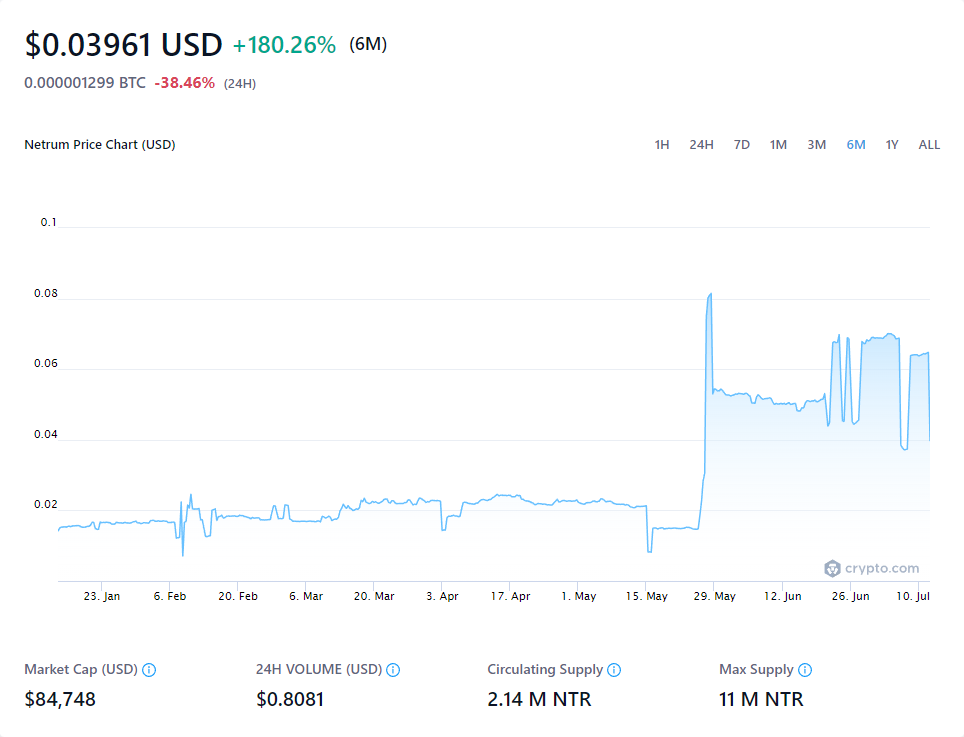 $0.03961 USD +180.26% (6M)
0.000001299 BTC -38.46% (24H)
Netrum Price Chart (USD) 1H 24H 7D 1M 3M 6M 1Y ALL
0.1
0.08
0.06
0.04
0.02
crypto.com
23. Jan 6. Feb 20. Feb 6. Mar 20. Mar 3. Apr 17. Apr 1. May 15. May 29. May 12. Jun 26. Jun 10. Jul
Market Cap (USD) 24H VOLUME (USD) Circulating Supply Max Supply
$84,748 $0.8081 2.14 M NTR 11 M NTR